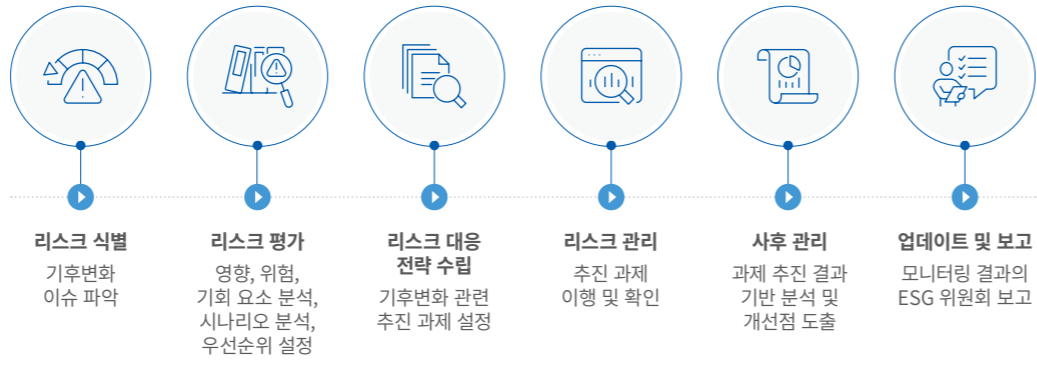 리스크 식별
기후변화
이슈 파악
리스크 평가
영향, 위험,
기회 요소 분석,
시나리오 분석,
우선순위 설정
리스크 대응
전략 수립
기후변화 관련
추진 과제 설정
리스크 관리
추진 과제
이행 및 확인
사후 관리
과제 추진 결과
기반 분석 및
개선점 도출
업데이트 및 보고
모니터링 결과의
ESG 위원회 보고